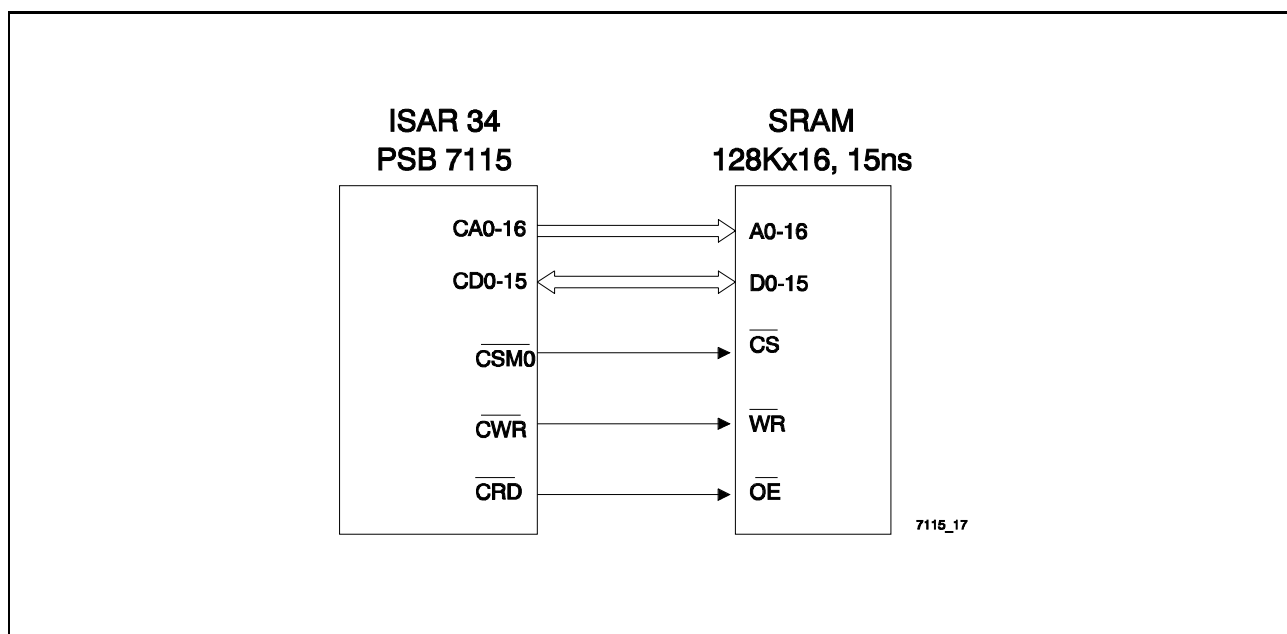 ISAR 34
PSB 7115
SRAM
128Kx16, 15ns
CA0-16
A0-16
CD0-15
D0-15
CSM0
CS
CWR
WR
CRD
OE
7115_17